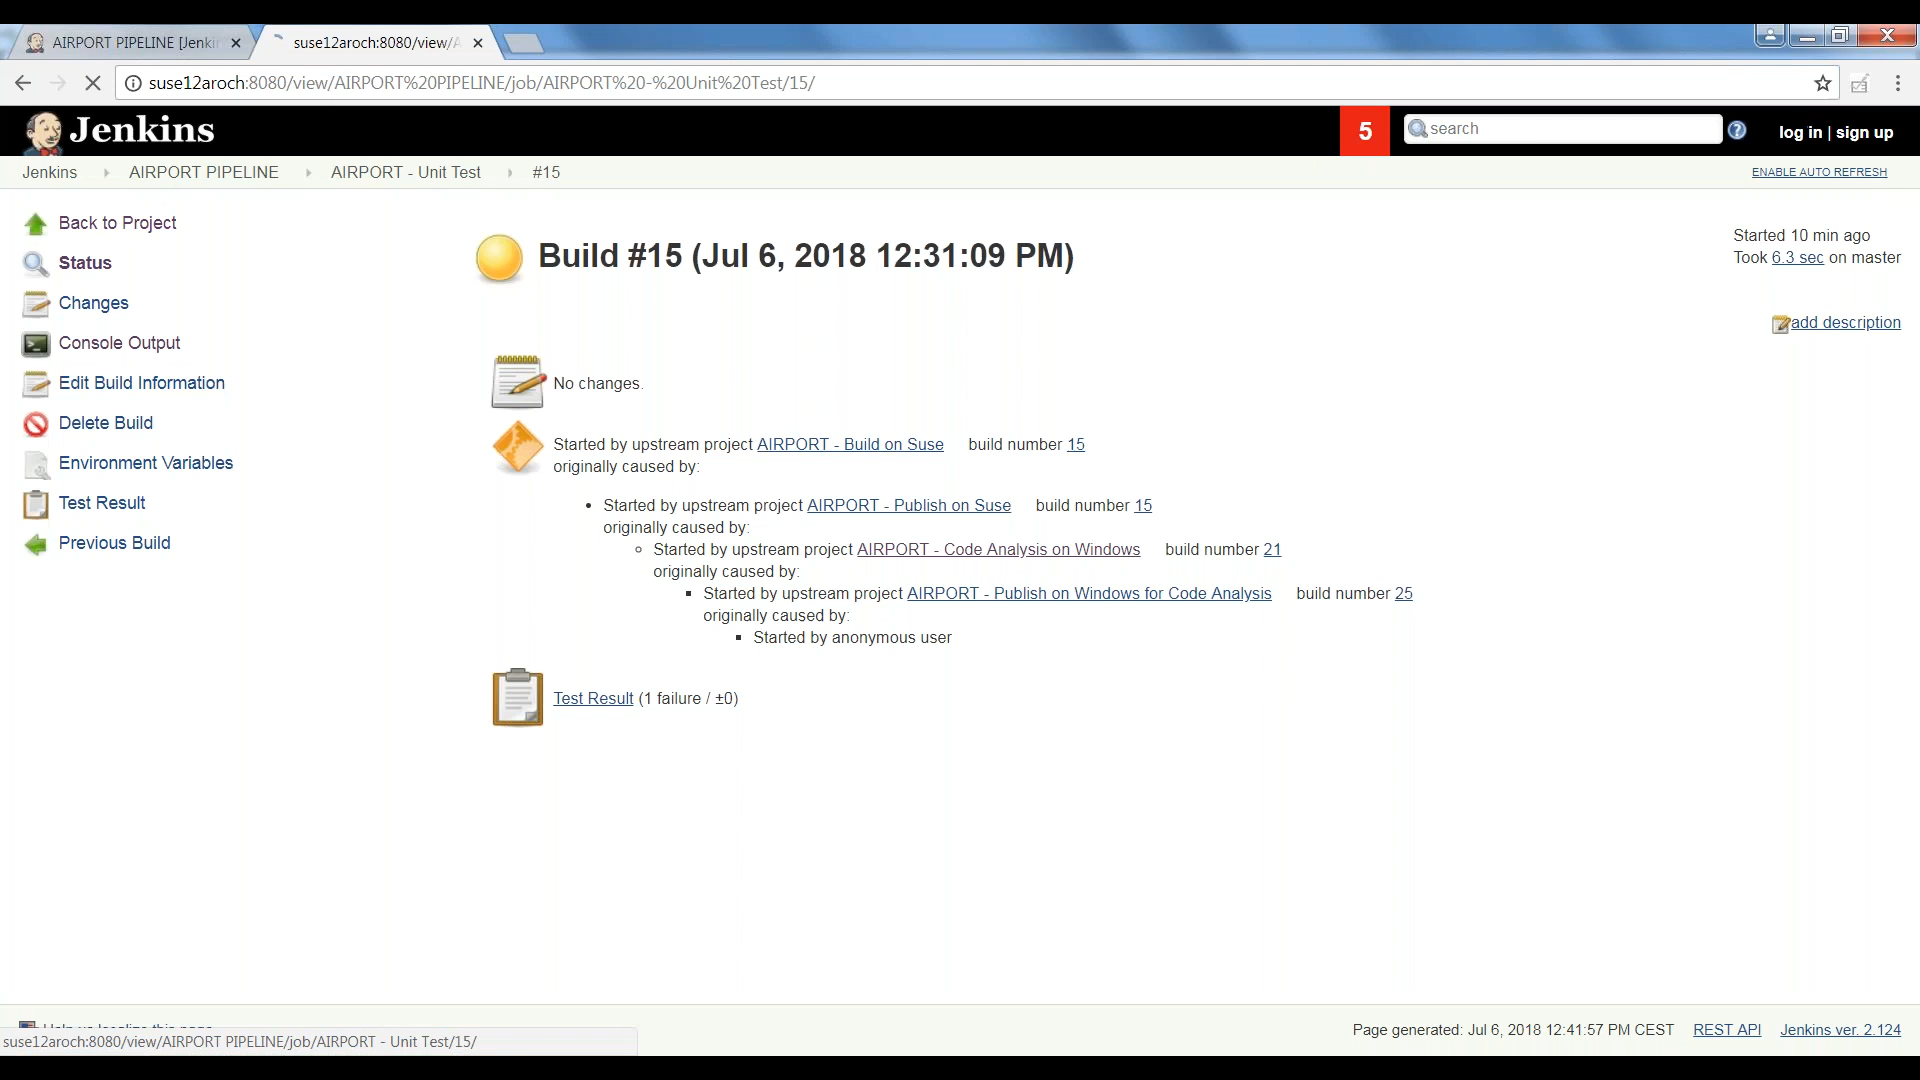 AIRPORT PIPELINE [Jenki
suse12aroch:8080/view/A
suse12aroch:8080/view/AIRPORT%20PIPELINE/job/AIRPORT%20-%20Unit%20Test/15/
Jenkins
5
search
?
log in | sign up
Jenkins
AIRPORT PIPELINE
AIRPORT - Unit Test
#15
ENABLE AUTO REFRESH
Back to Project
Status
Changes
Console Output
Edit Build Information
Delete Build
Environment Variables
Test Result
Previous Build
Build #15 (Jul 6, 2018 12:31:09 PM)
Started 10 min ago
Took 6.3 sec on master
add description
No changes.
Started by upstream project AIRPORT - Build on Suse build number 15
originally caused by:
Started by upstream project AIRPORT - Publish on Suse build number 15
originally caused by:
Started by upstream project AIRPORT - Code Analysis on Windows build number 21
originally caused by:
Started by upstream project AIRPORT - Publish on Windows for Code Analysis build number 25
originally caused by:
Started by anonymous user
Test Result (1 failure / ±0)
Help us localize this page
suse12aroch:8080/view/AIRPORT PIPELINE/job/AIRPORT - Unit Test/15/
Page generated: Jul 6, 2018 12:41:57 PM CEST
REST API
Jenkins ver. 2.124